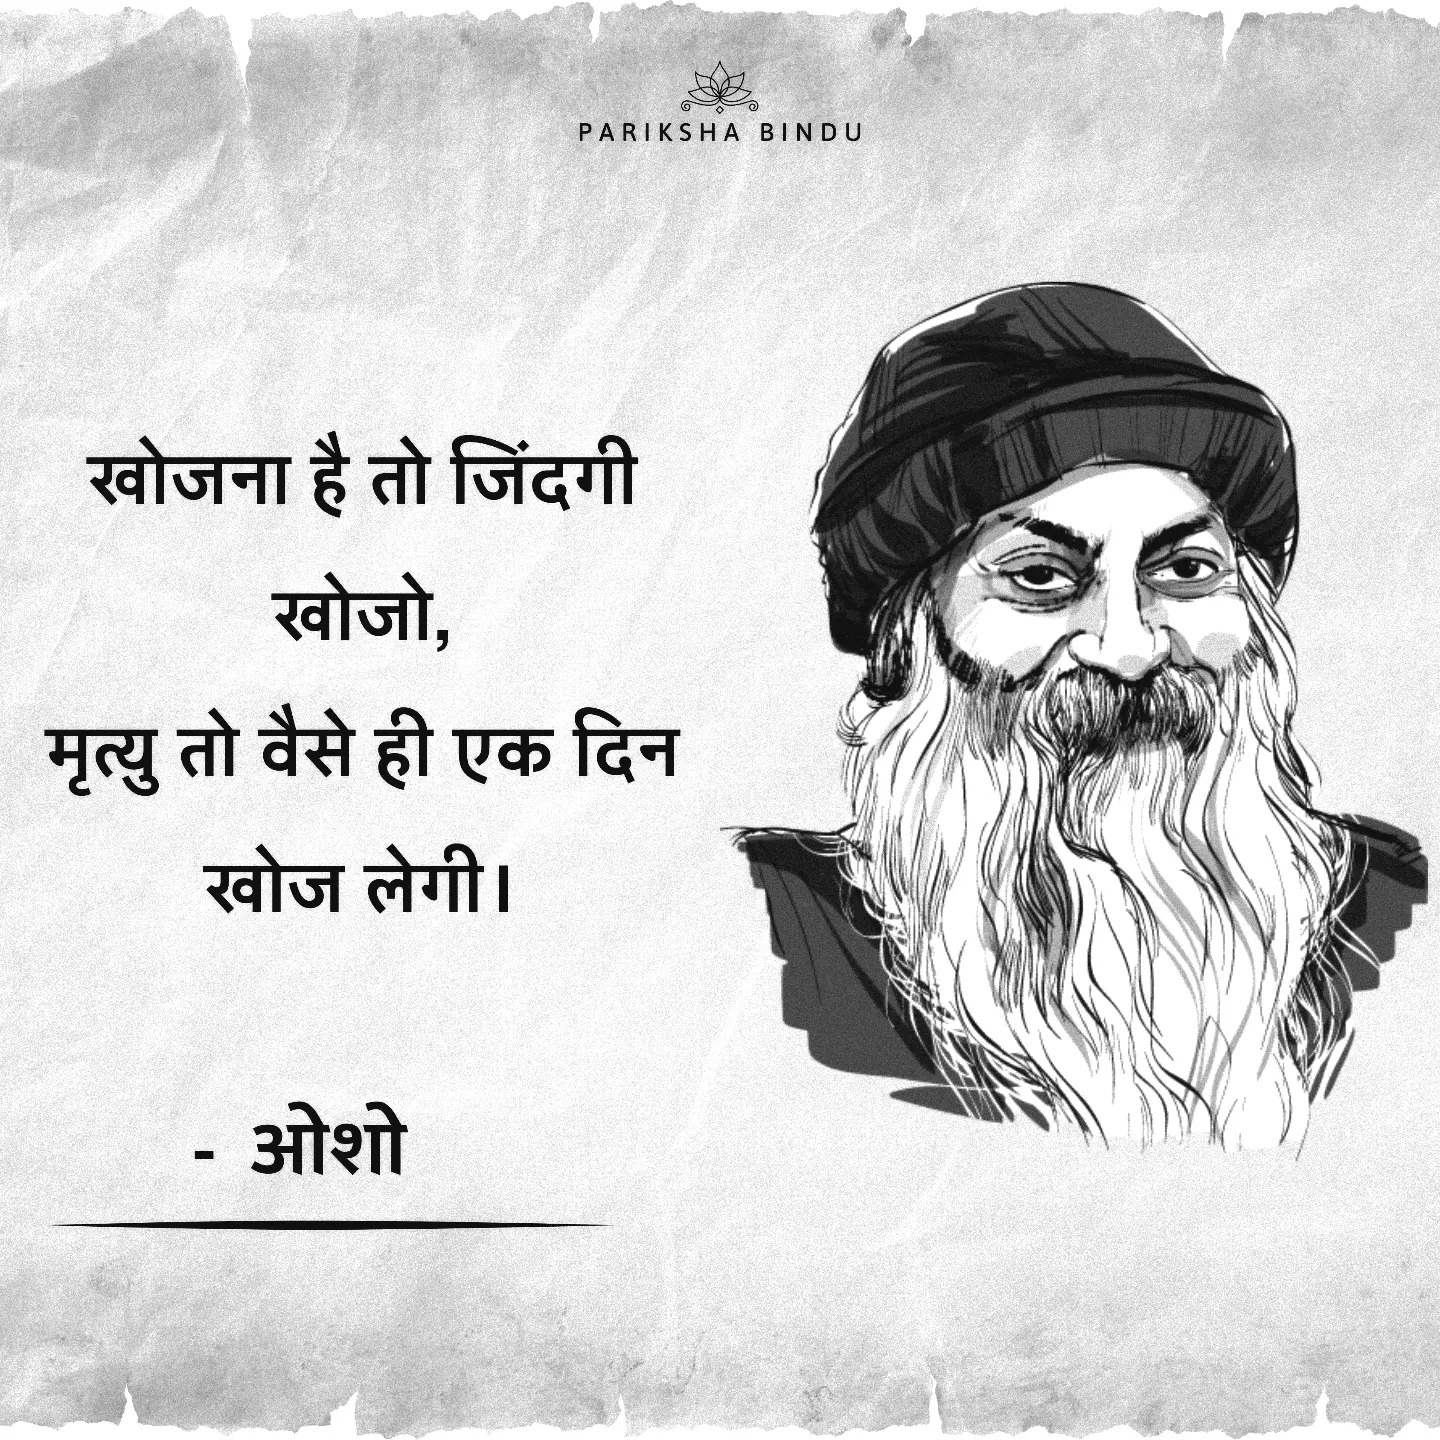 PARIKSHA BINDU
खोजना है तो जिंदगी
खोजो,
मृत्यु तो वैसे ही एक दिन
खोज लेगी।
- ओशो